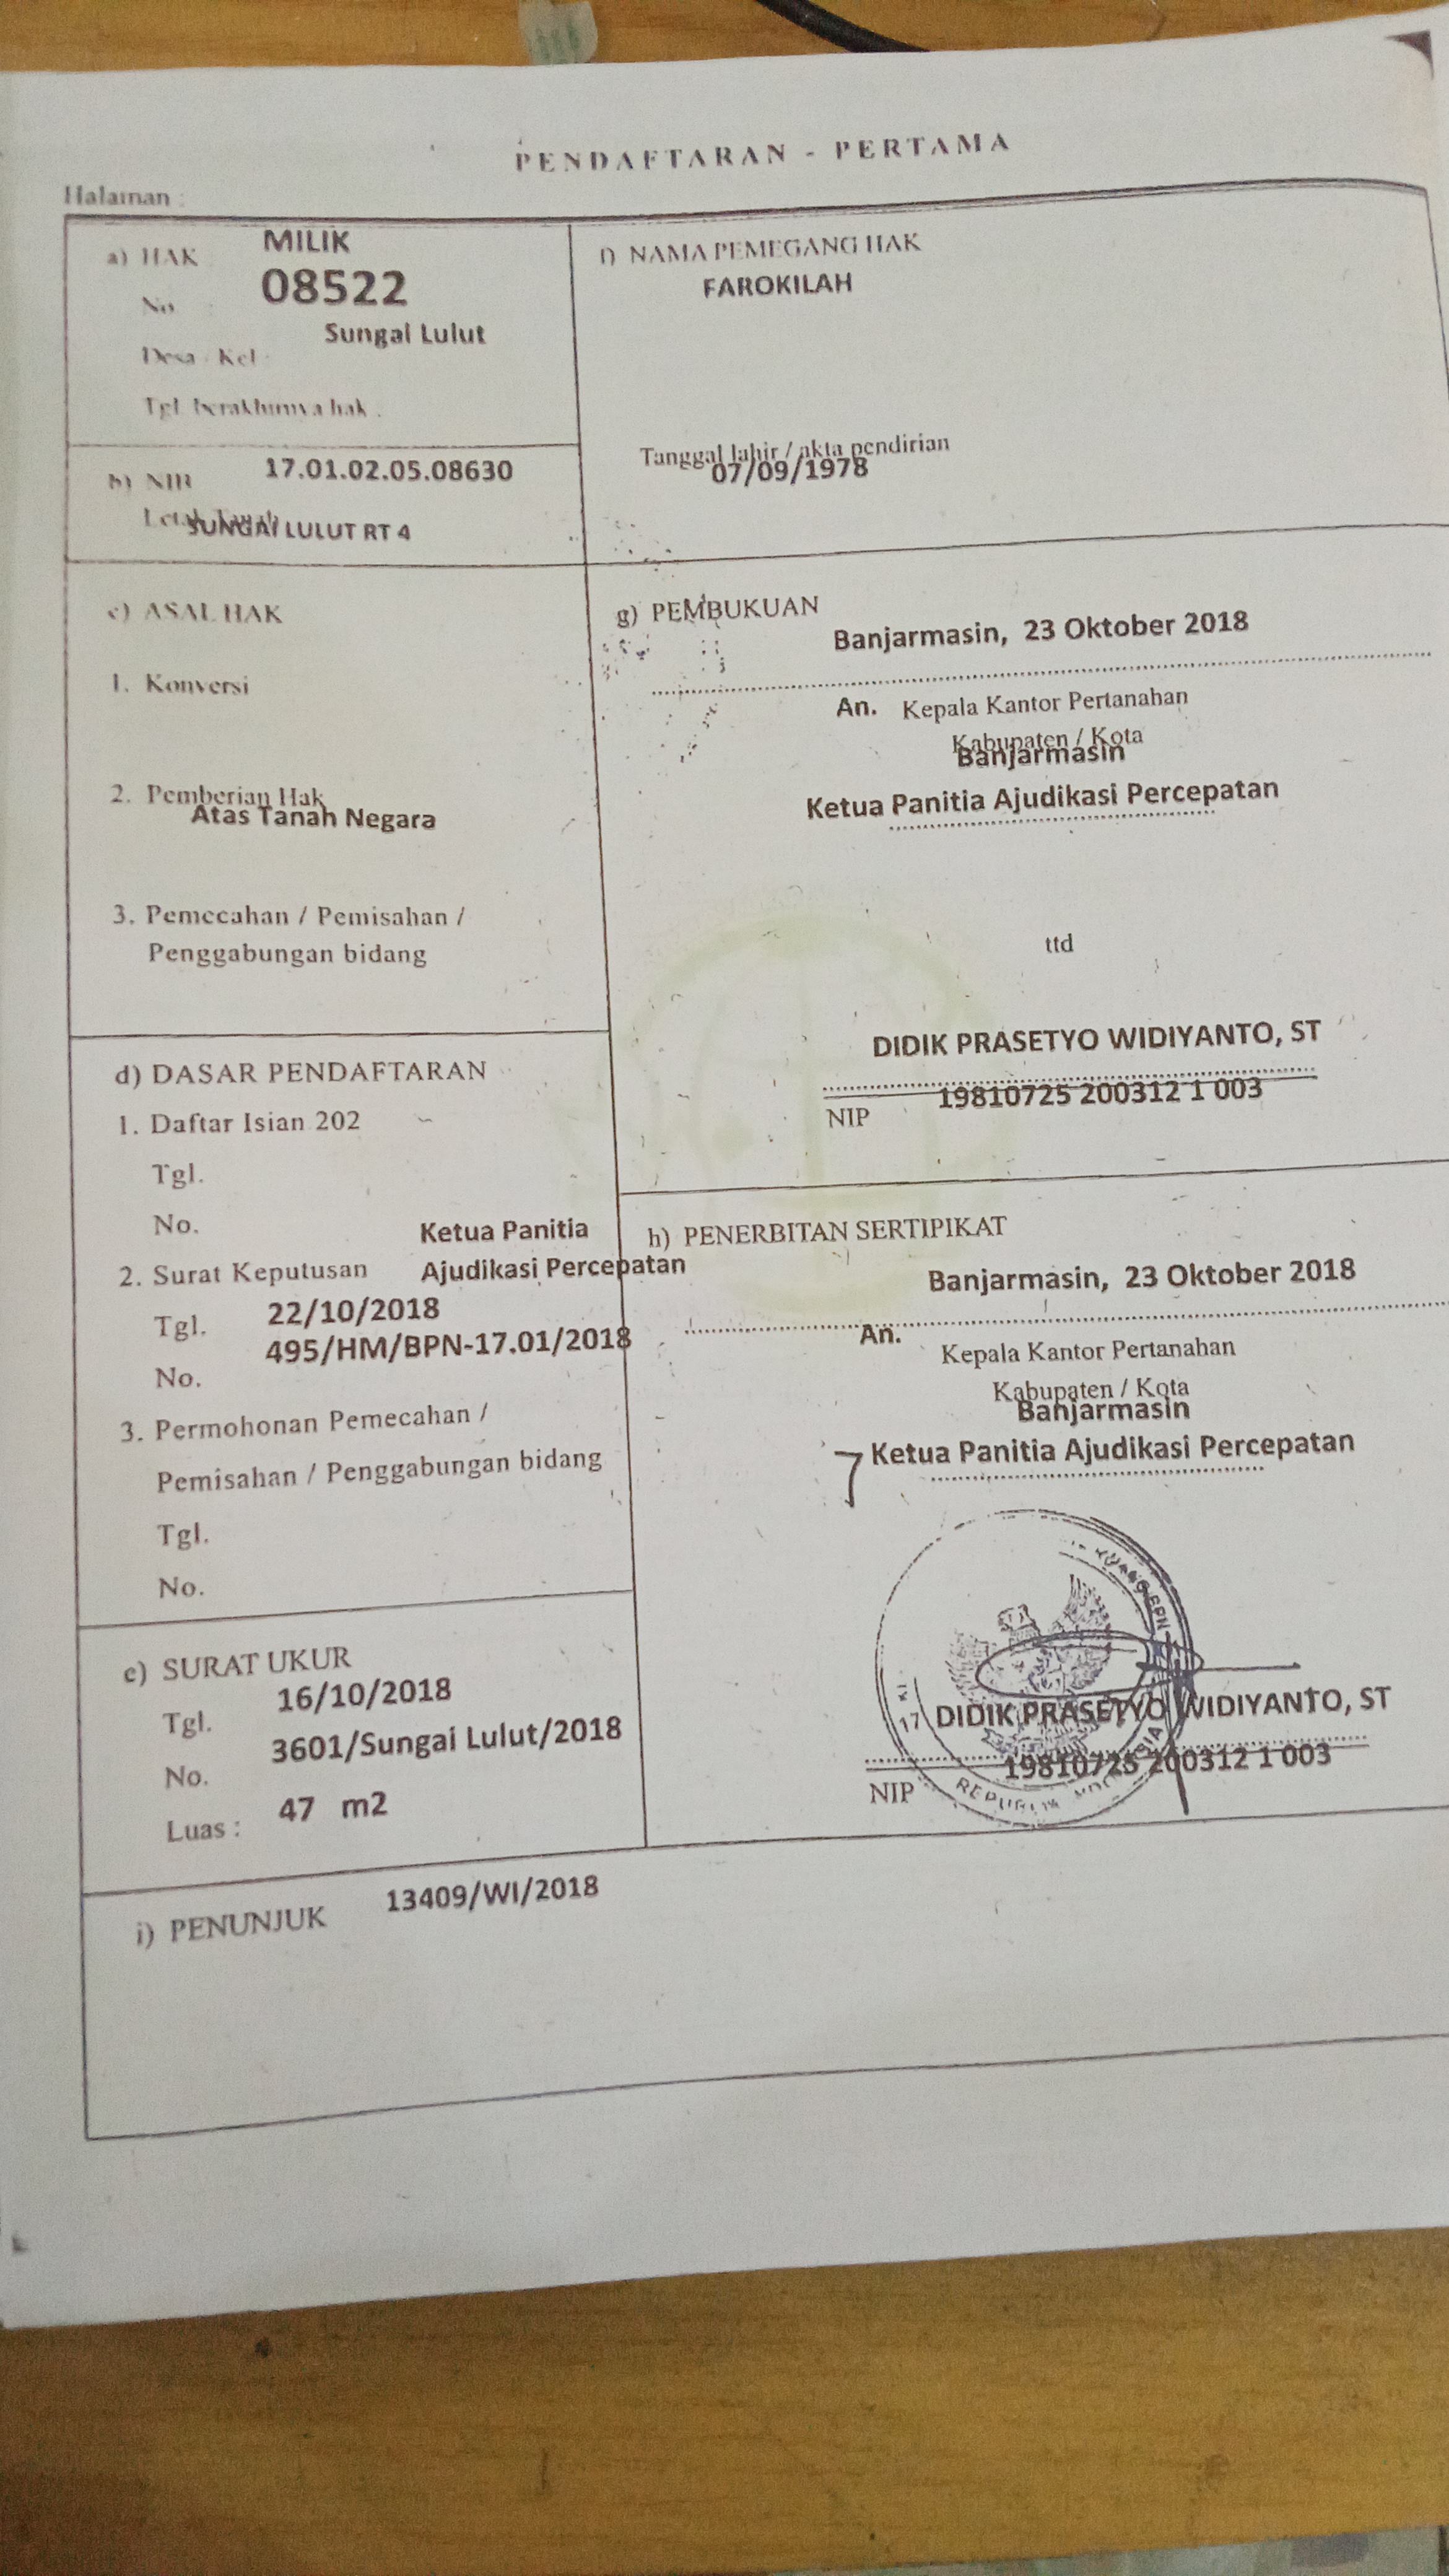 PENDAFTARAN - PERTAMA
Halaman :
a) HAK MILIK
No : 08522
Desa / Kel : Sungai Lulut
Tgl. berakhirnya hak :
b) NIB 17.01.02.05.08630
Letak Tanah
SUNGAI LULUT RT 4
c) ASAL HAK
1. Konversi
2. Pemberian Hak
Atas Tanah Negara
3. Pemecahan / Pemisahan /
Penggabungan bidang
d) DASAR PENDAFTARAN
1. Daftar Isian 202
Tgl.
No.
Ketua Panitia
2. Surat Keputusan Ajudikasi Percepatan
Tgl. 22/10/2018
495/HM/BPN-17.01/2018
No.
3. Permohonan Pemecahan /
Pemisahan / Penggabungan bidang
Tgl.
No.
e) SURAT UKUR
Tgl. 16/10/2018
No. 3601/Sungai Lulut/2018
Luas : 47 m2
f) NAMA PEMEGANG HAK
FAROKILAH
Tanggal lahir / akta pendirian
07/09/1978
g) PEMBUKUAN
Banjarmasin, 23 Oktober 2018
An. Kepala Kantor Pertanahan
Kabupaten / Kota
Banjarmasin
Ketua Panitia Ajudikasi Percepatan
ttd
DIDIK PRASETYO WIDIYANTO, ST
NIP 19810725 200312 1 003
h) PENERBITAN SERTIPIKAT
Banjarmasin, 23 Oktober 2018
An. Kepala Kantor Pertanahan
Kabupaten / Kota
Banjarmasin
Ketua Panitia Ajudikasi Percepatan
DIDIK PRASETYO WIDIYANTO, ST
NIP 19810725 200312 1 003
REPUBLIK INDONESIA
i) PENUNJUK 13409/WI/2018